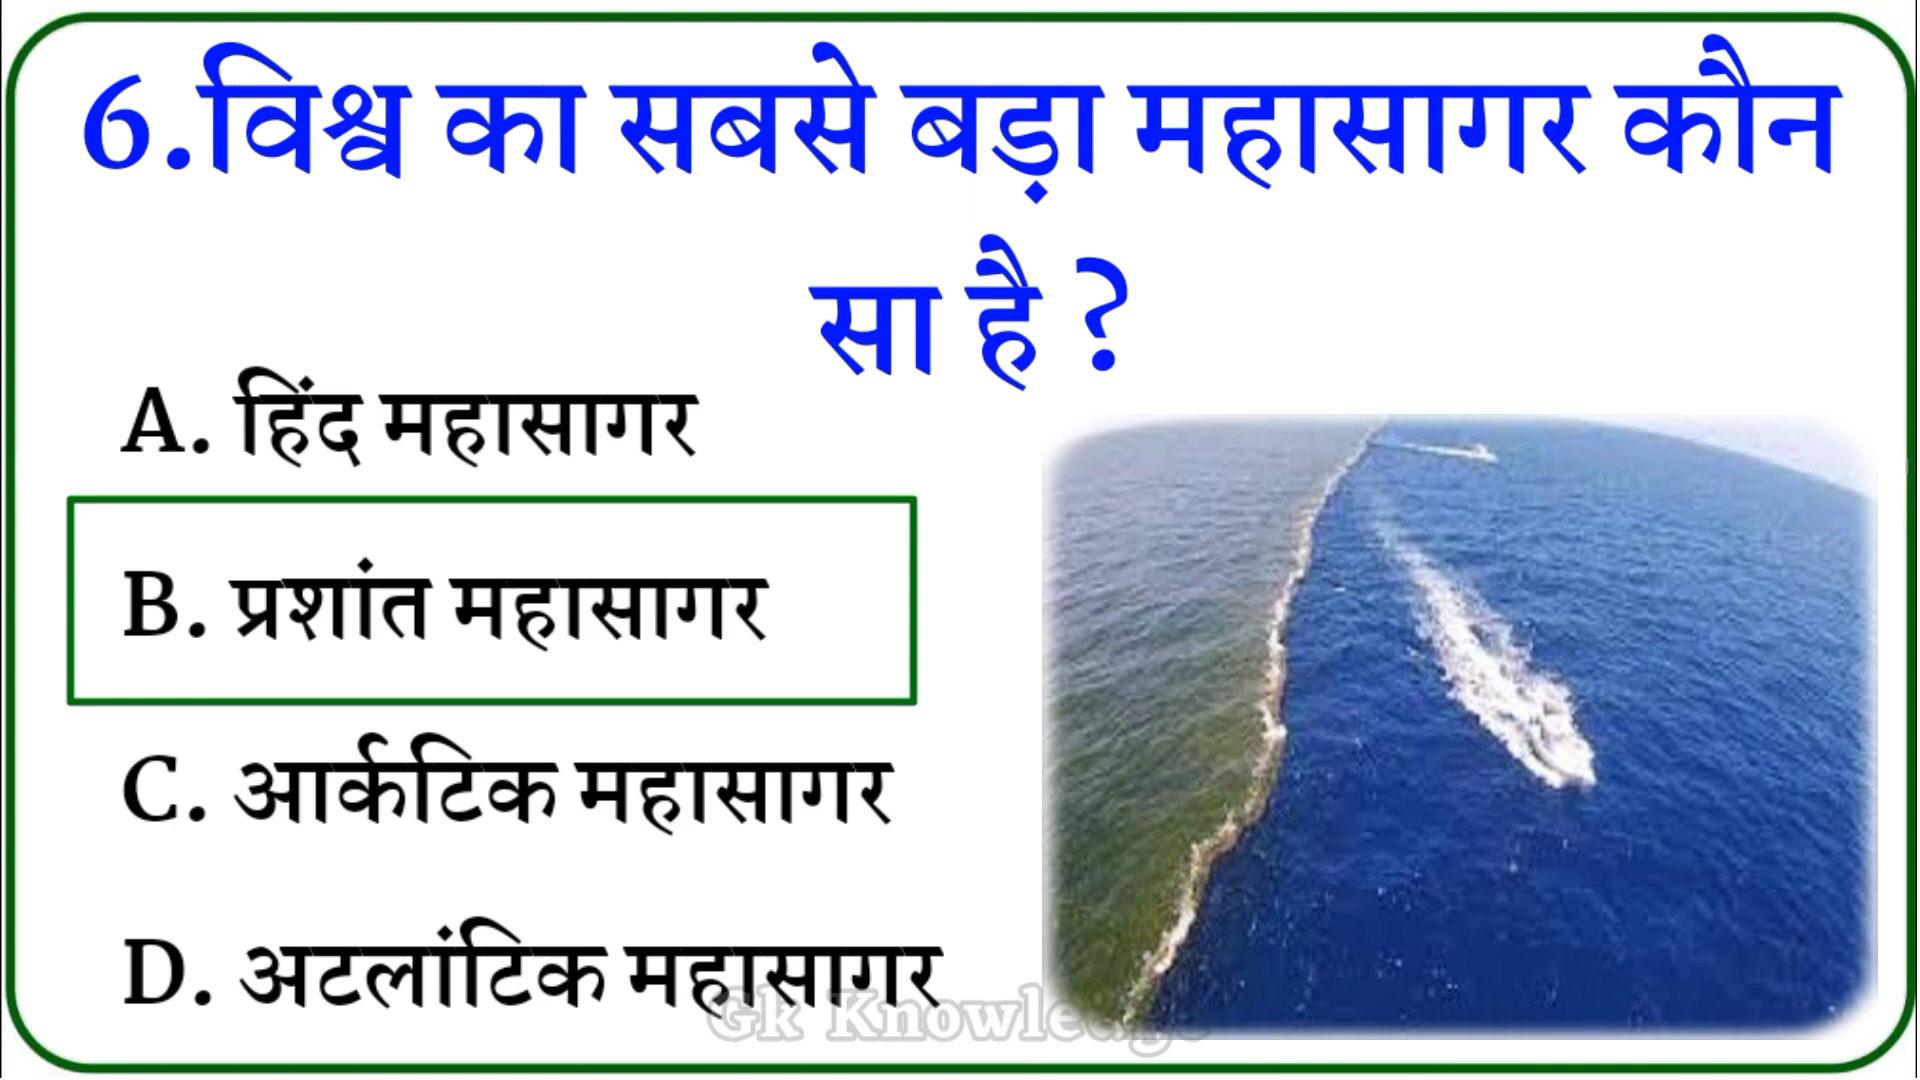 6.विश्व का सबसे बड़ा महासागर कौन
सा है ?
A. हिंद महासागर
B. प्रशांत महासागर
C. आर्कटिक महासागर
D. अटलांटिक महासागर
Gk Knowledge